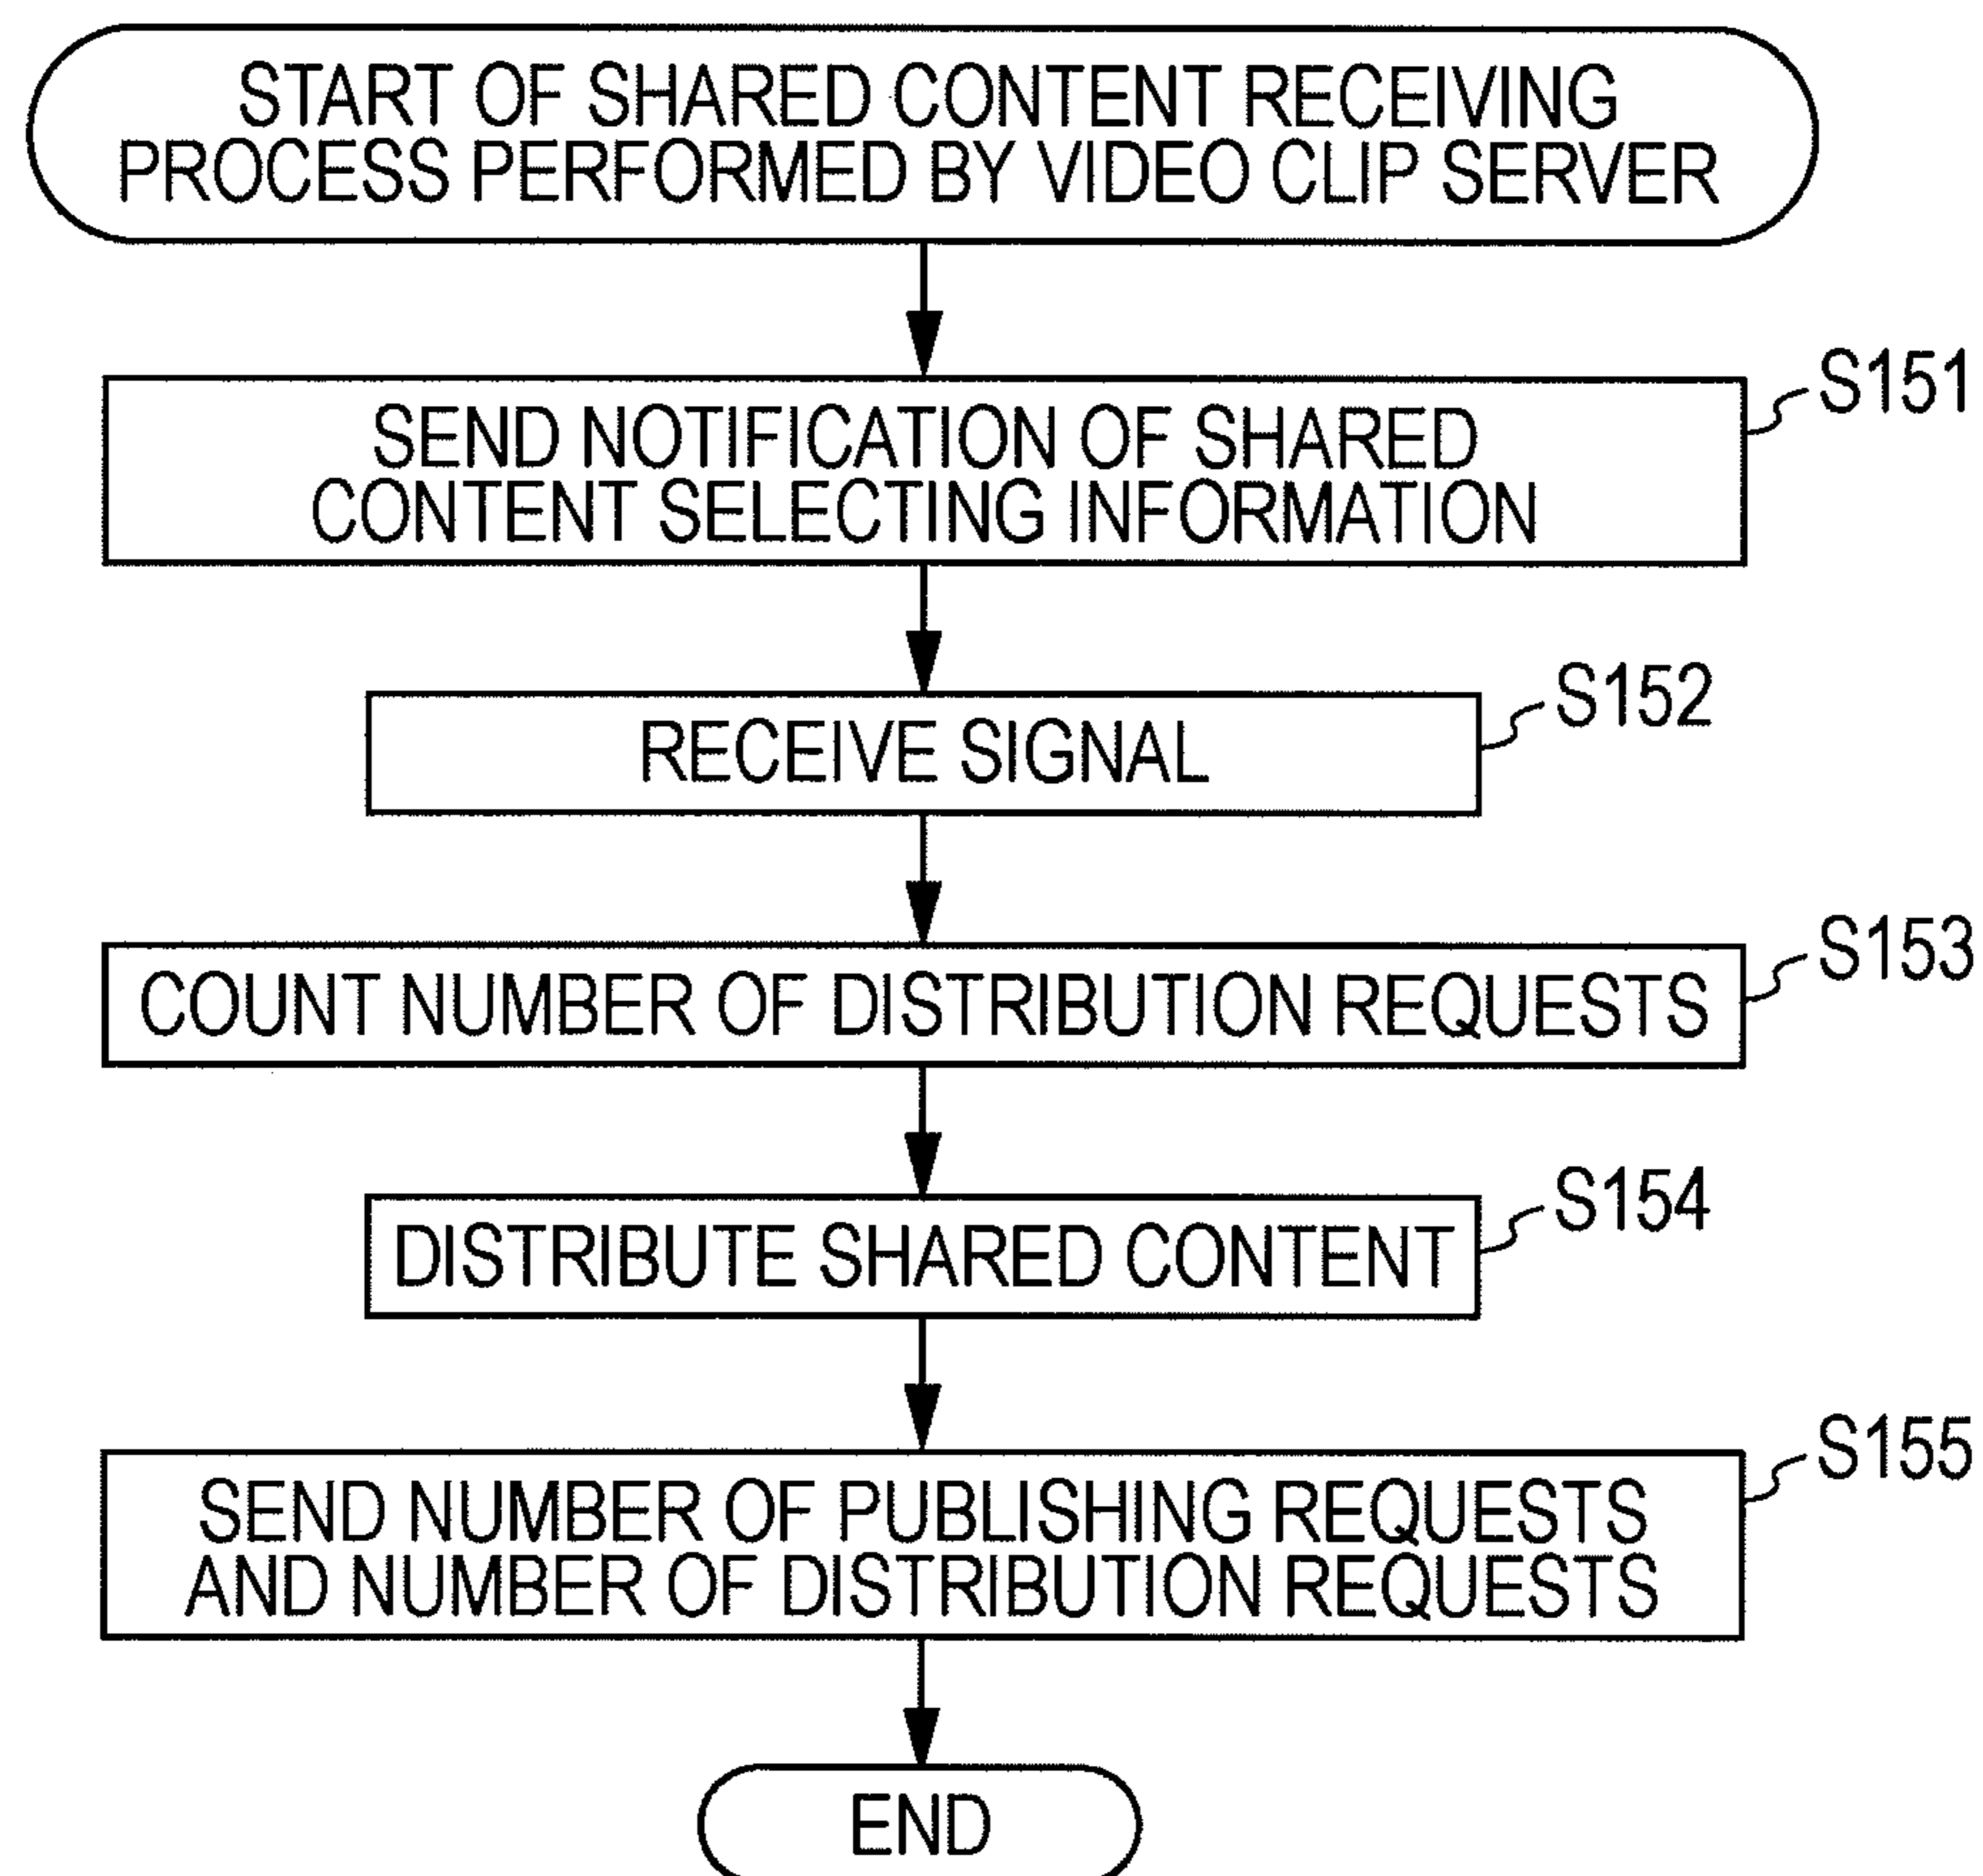 START OF SHARED CONTENT RECEIVING
PROCESS PERFORMED BY VIDEO CLIP SERVER
S151
SEND NOTIFICATION OF SHARED
CONTENT SELECTING INFORMATION
S152
RECEIVE SIGNAL
S153
COUNT NUMBER OF DISTRIBUTION REQUESTS
S154
DISTRIBUTE SHARED CONTENT
S155
SEND NUMBER OF PUBLISHING REQUESTS
AND NUMBER OF DISTRIBUTION REQUESTS
END